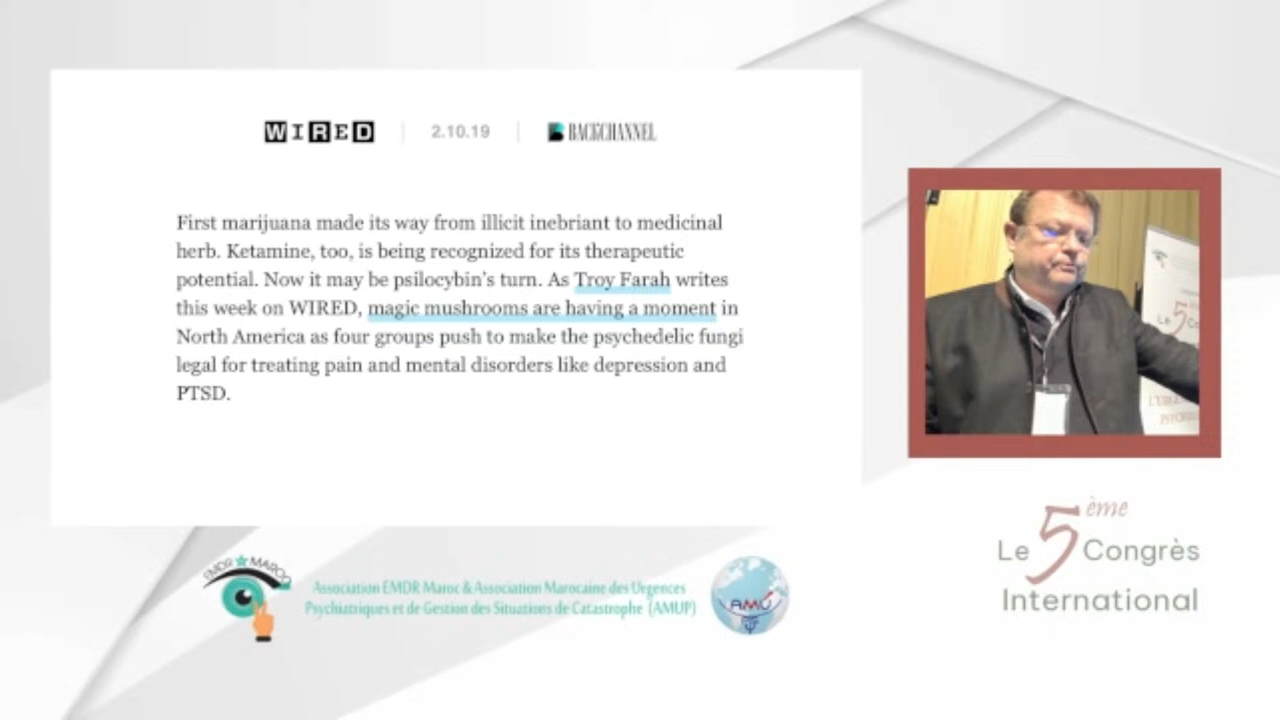 WIRED 2.10.19 BACKCHANNEL
First marijuana made its way from illicit inebriant to medicinal
herb. Ketamine, too, is being recognized for its therapeutic
potential. Now it may be psilocybin’s turn. As Troy Farah writes
this week on WIRED, magic mushrooms are having a moment in
North America as four groups push to make the psychedelic fungi
legal for treating pain and mental disorders like depression and
PTSD.
Le 5
EMDR MAROC
Association EMDR Maroc & Association Marocaine des Urgences
Psychiatriques et de Gestion des Situations de Catastrophe (AMUP)
AMU
Le 5ème Congrès
International